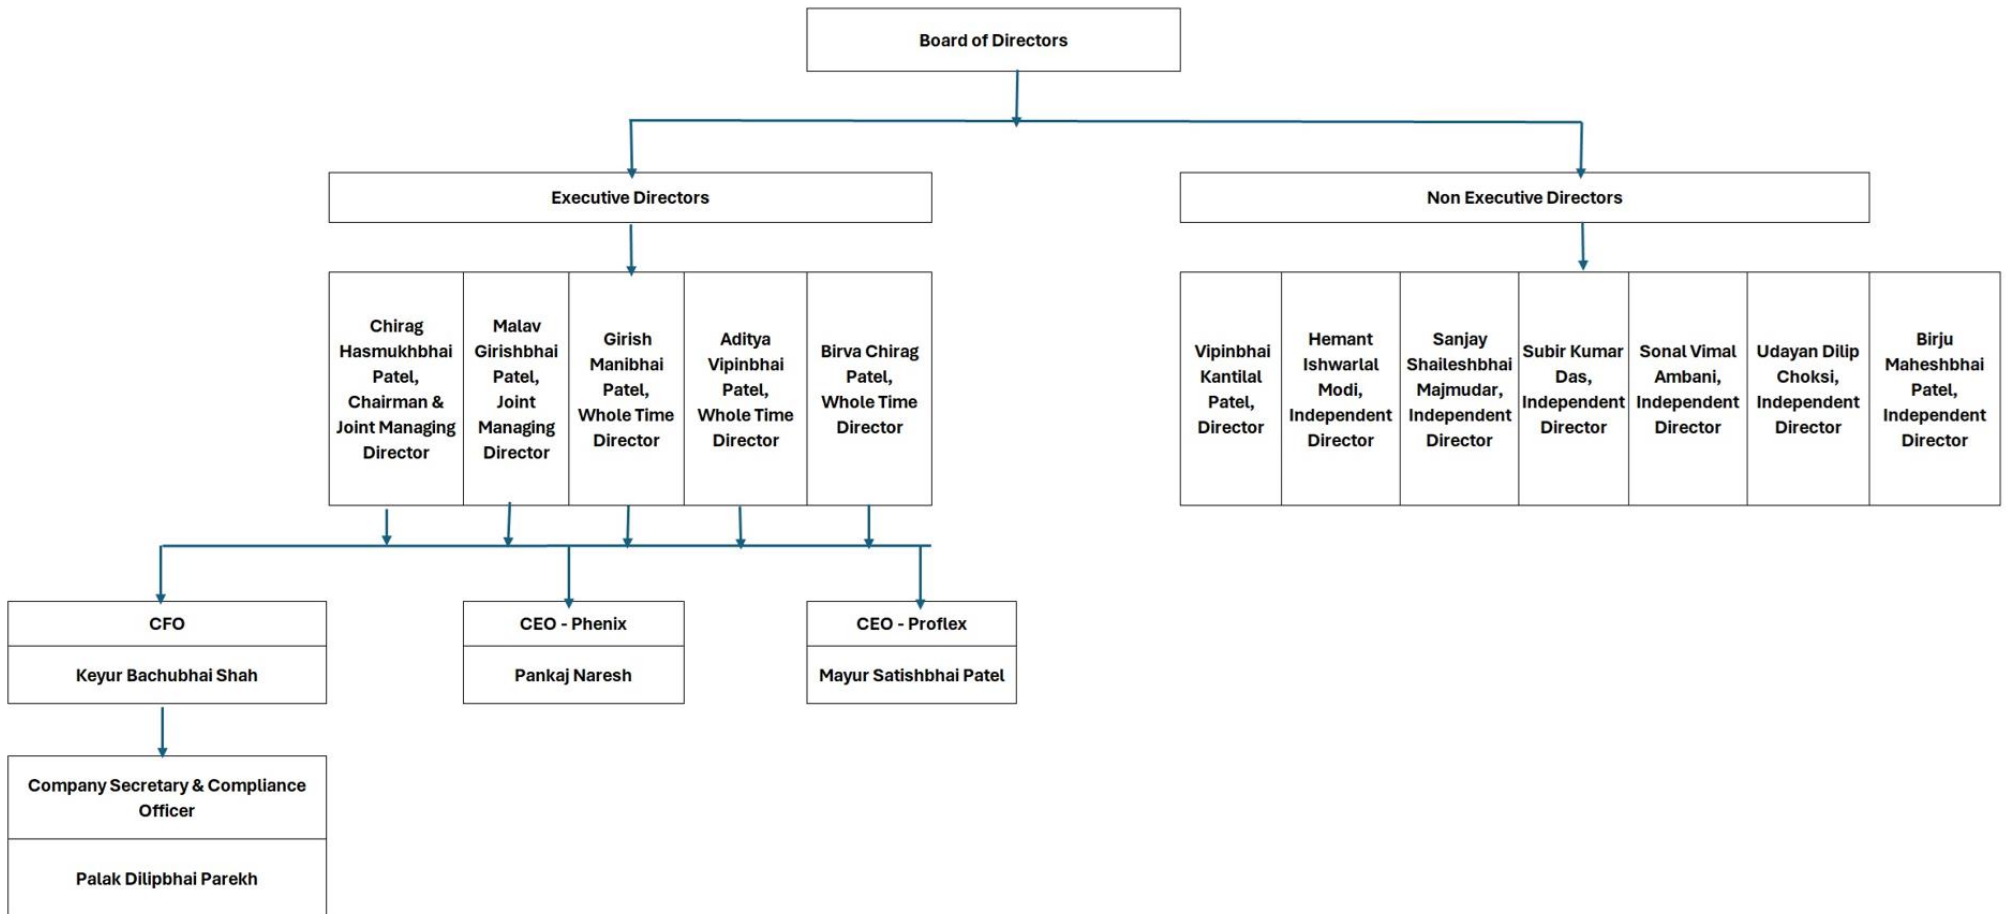 Board of Directors
Executive Directors
Non Executive Directors
Chirag
Hasmukhbhai
Patel,
Chairman &
Joint Managing
Director
Malav
Girishbhai
Patel,
Joint
Managing
Director
Girish
Manibhai
Patel,
Whole Time
Director
Aditya
Vipinbhai
Patel,
Whole Time
Director
Birva Chirag
Patel,
Whole Time
Director
Vipinbhai
Kantilal
Patel,
Director
Hemant
Ishwarlal
Modi,
Independent
Director
Sanjay
Shaileshbhai
Majmudar,
Independent
Director
Subir Kumar
Das,
Independent
Director
Sonal Vimal
Ambani,
Independent
Director
Udayan Dilip
Choksi,
Independent
Director
Birju
Maheshbhai
Patel,
Independent
Director
CFO
Keyur Bachubhai Shah
CEO - Phenix
Pankaj Naresh
CEO - Proflex
Mayur Satishbhai Patel
Company Secretary & Compliance
Officer
Palak Dilipbhai Parekh